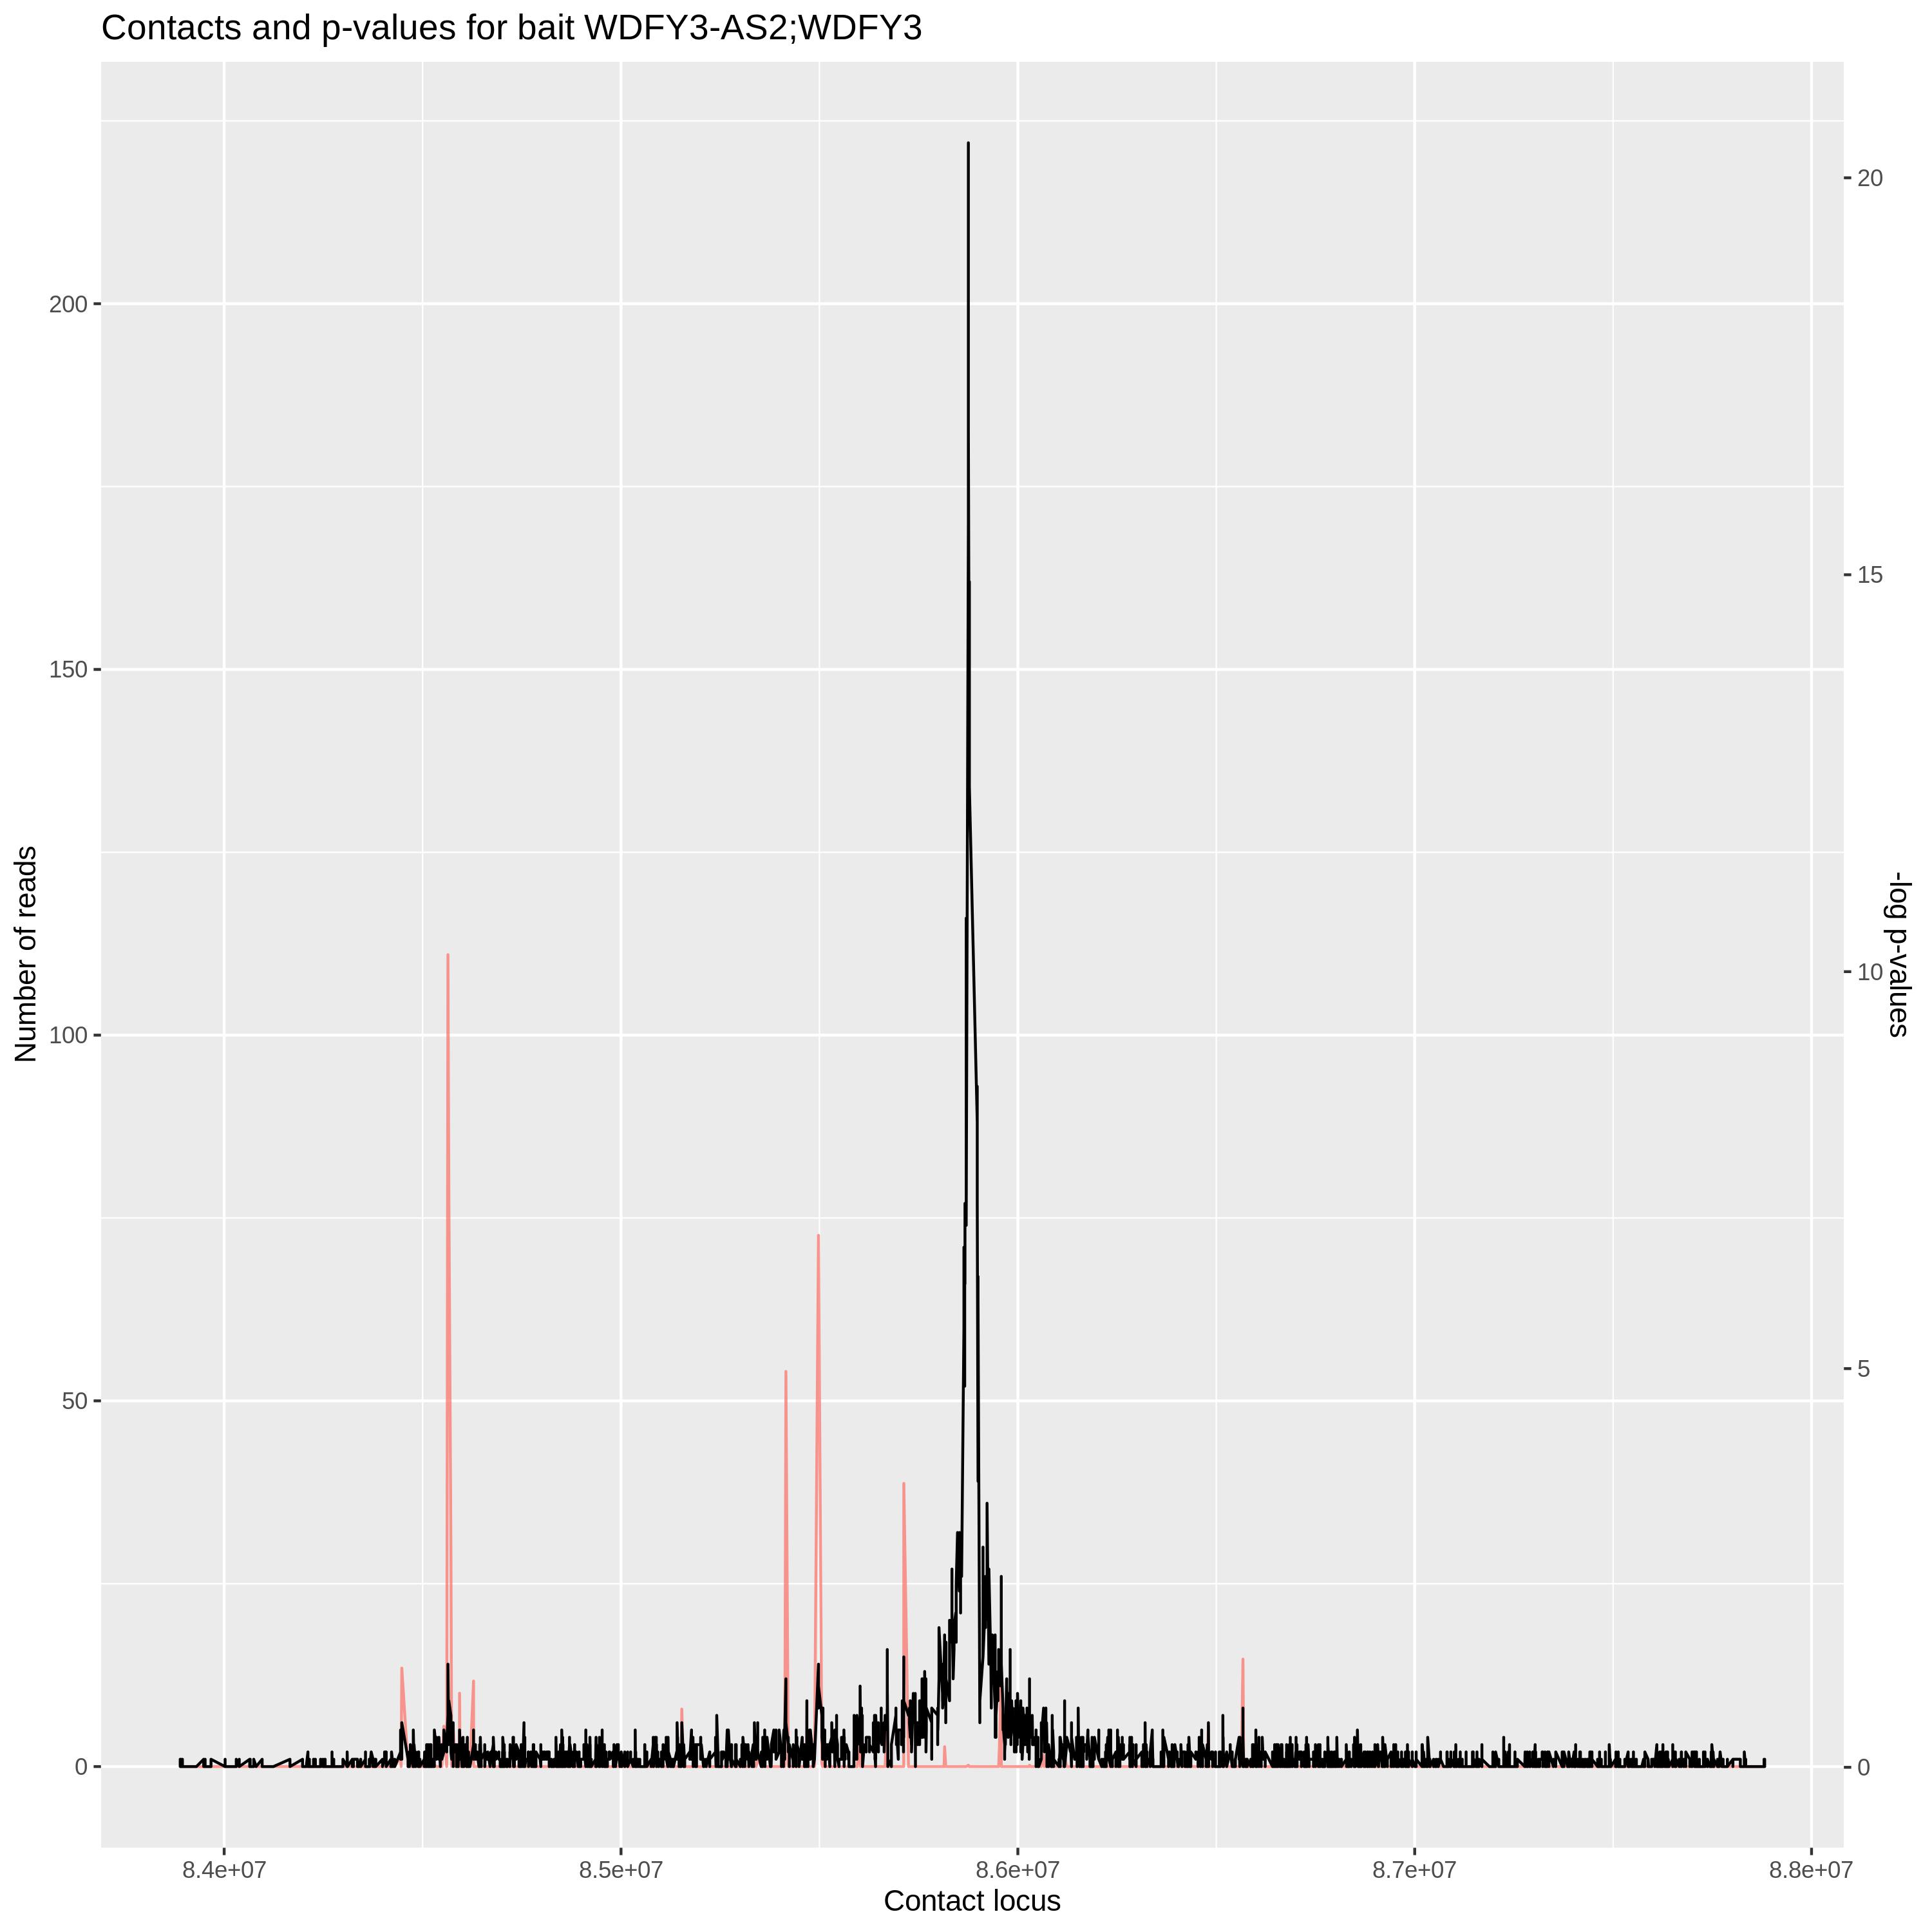 Contacts and p-values for bait WDFY3-AS2;WDFY3
200
150
100
50
0
20
15
10
5
0
Number of reads
-log p-values
8.4e+07 8.5e+07 8.6e+07 8.7e+07 8.8e+07
Contact locus